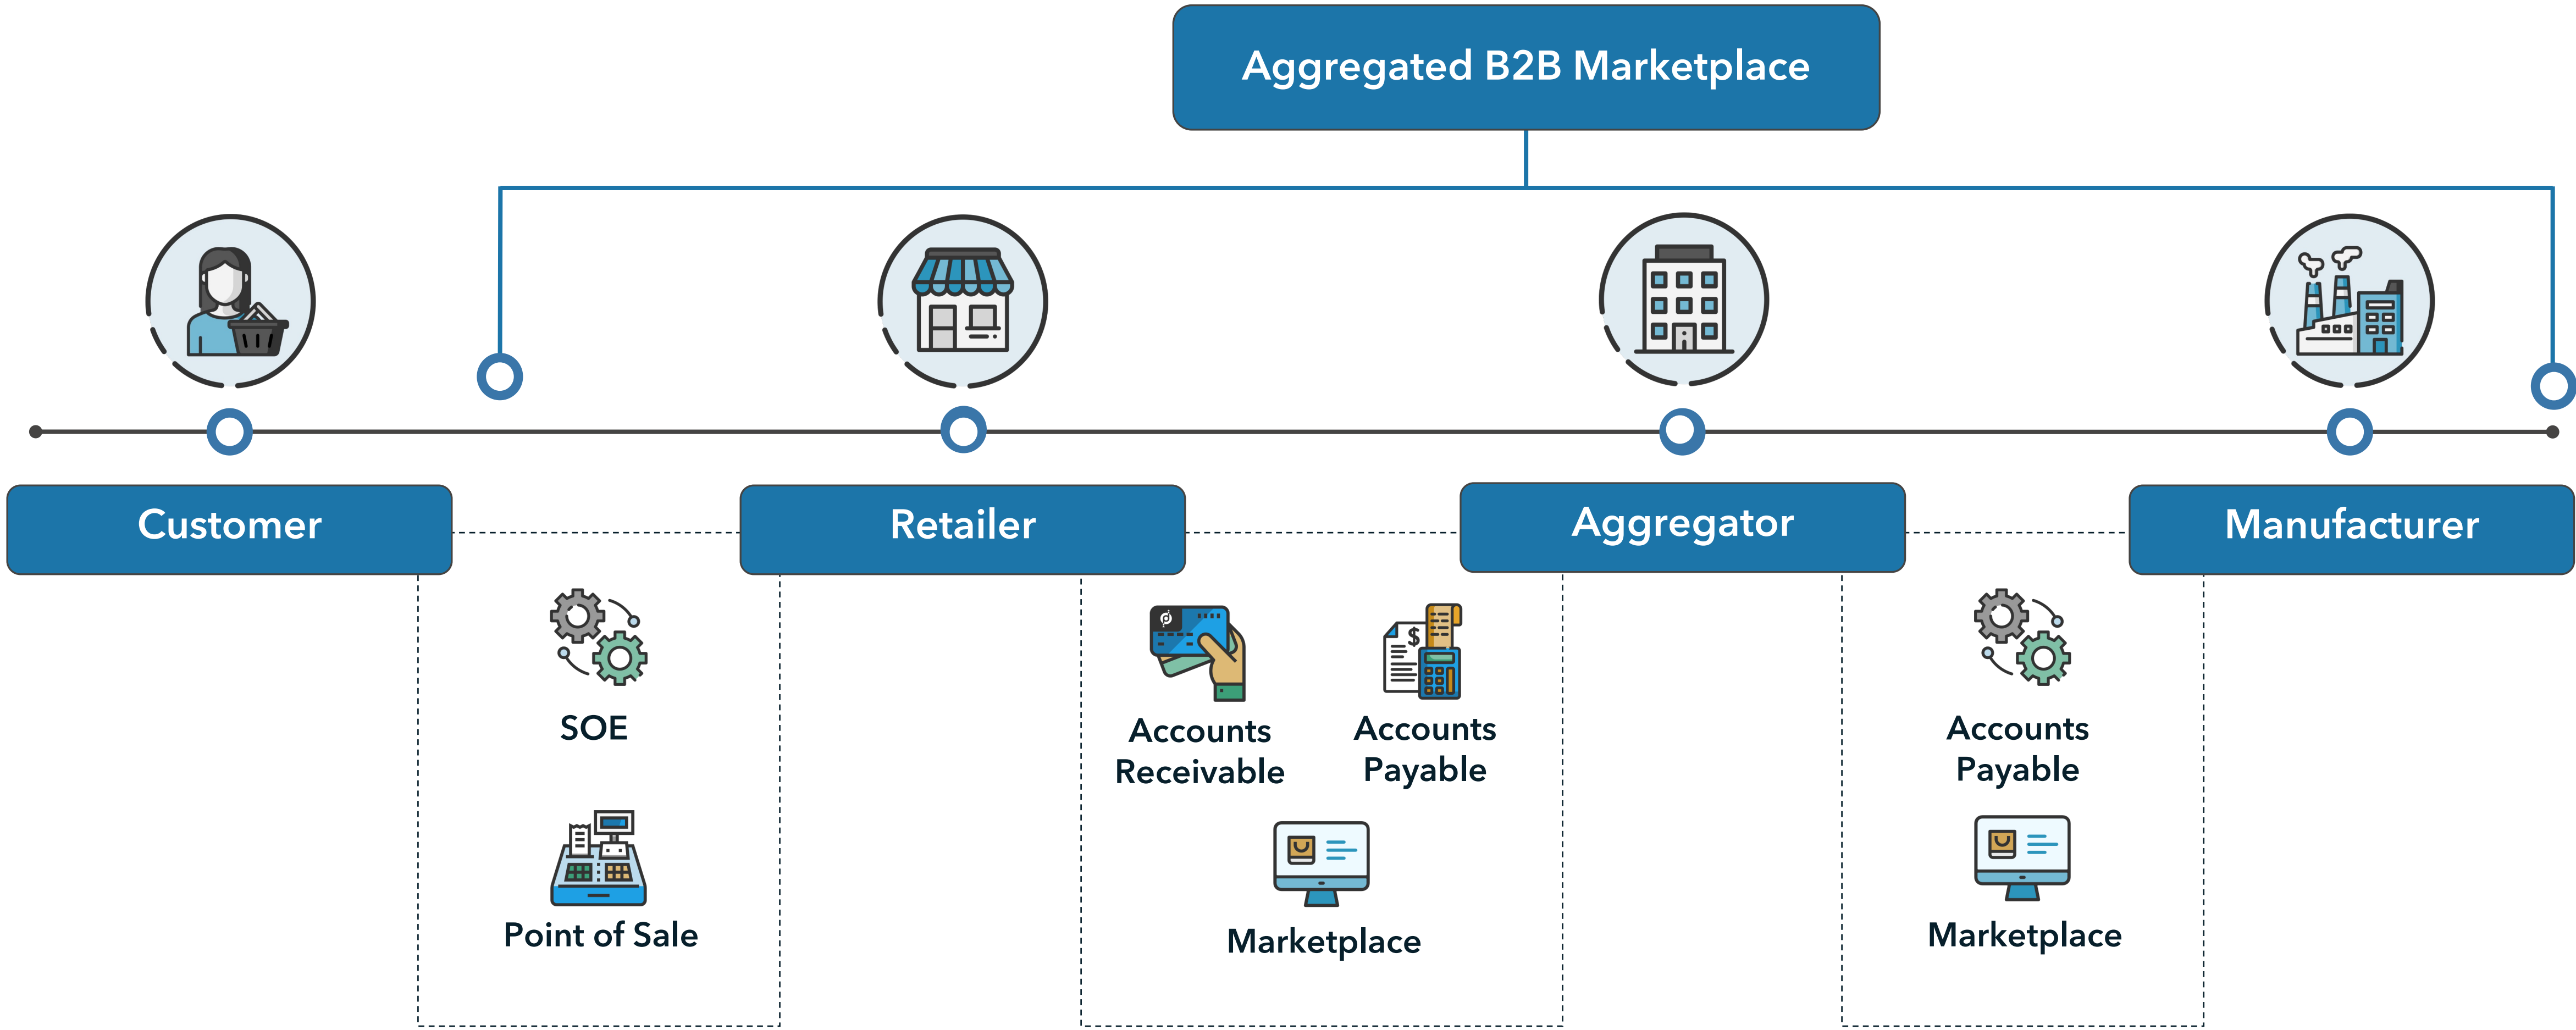 Aggregated B2B Marketplace
Customer
Retailer
Aggregator
Manufacturer
SOE
Point of Sale
Accounts
Receivable
Accounts
Payable
Marketplace
Accounts
Payable
Marketplace